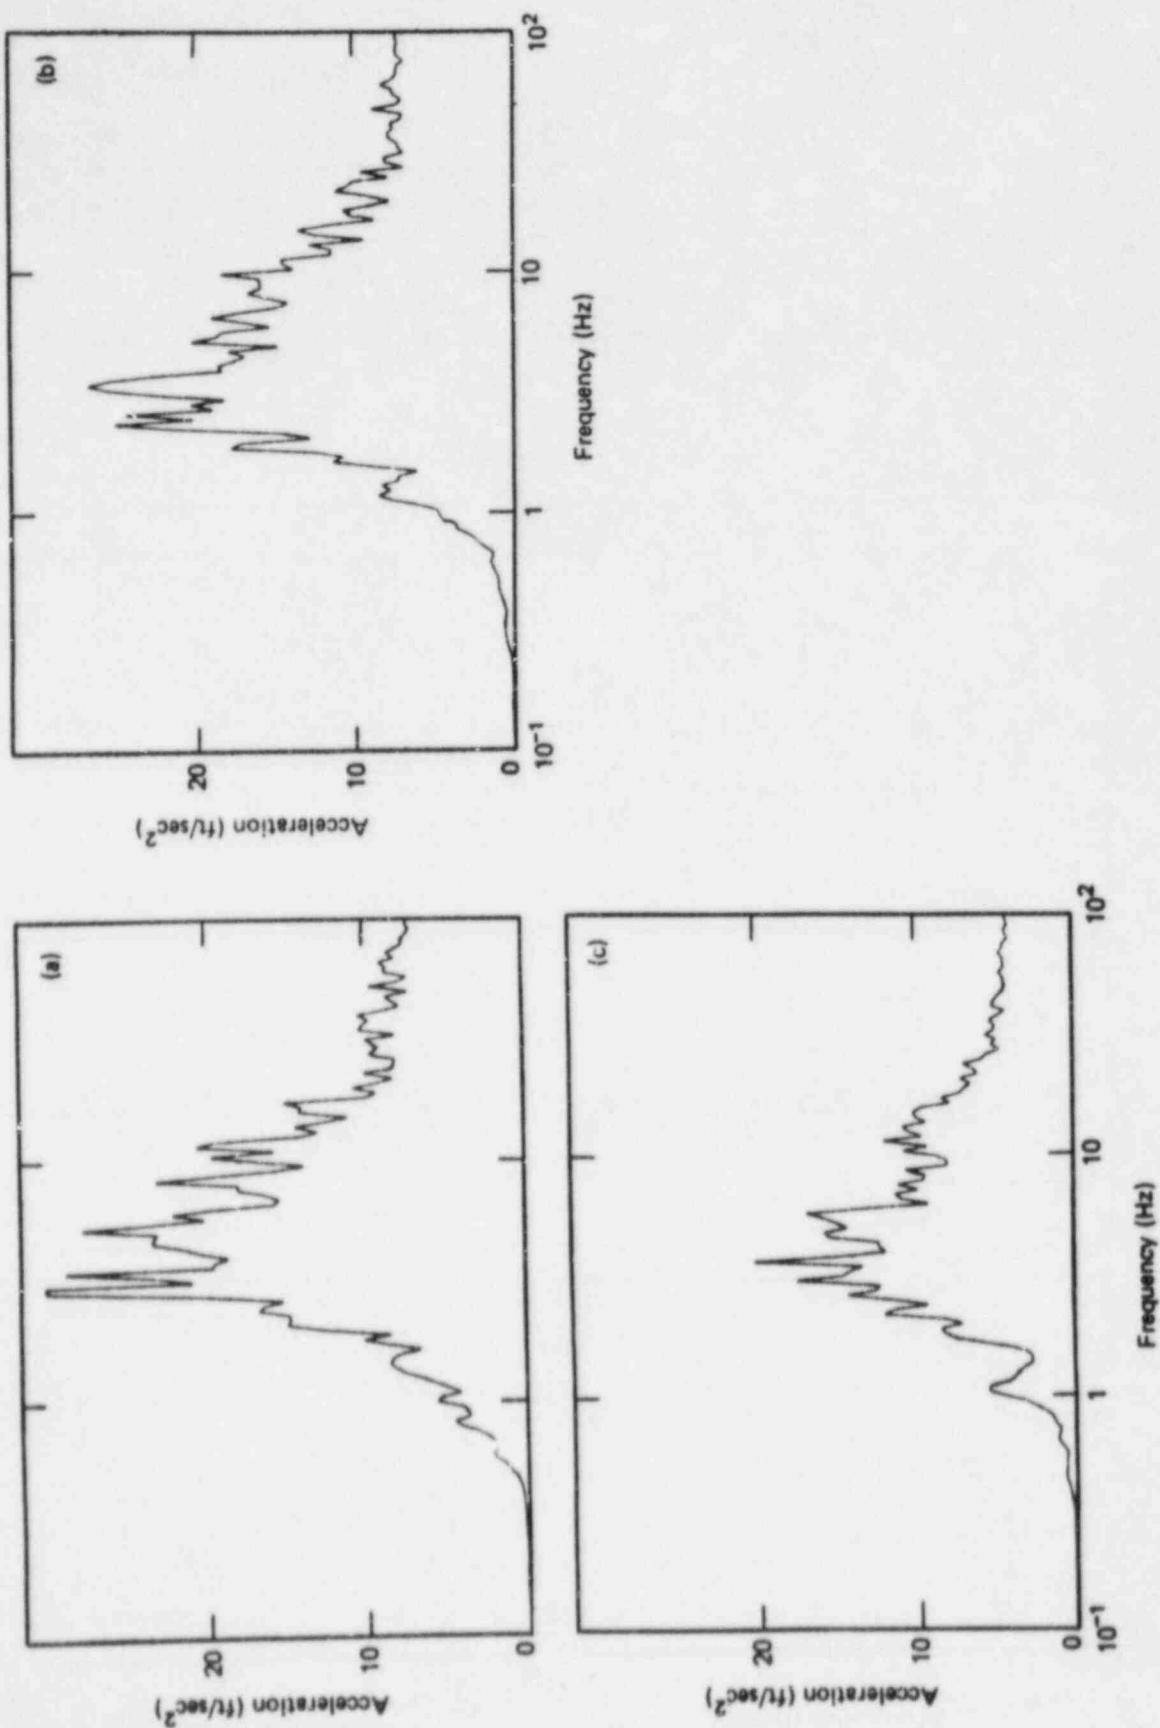 (a)
Acceleration (ft/sec²)
20
10
0
(b)
Acceleration (ft/sec²)
20
10
0
10⁻¹
1
10
10²
Frequency (Hz)
(c)
Acceleration (ft/sec²)
20
10
0
10⁻¹
1
10
10²
Frequency (Hz)